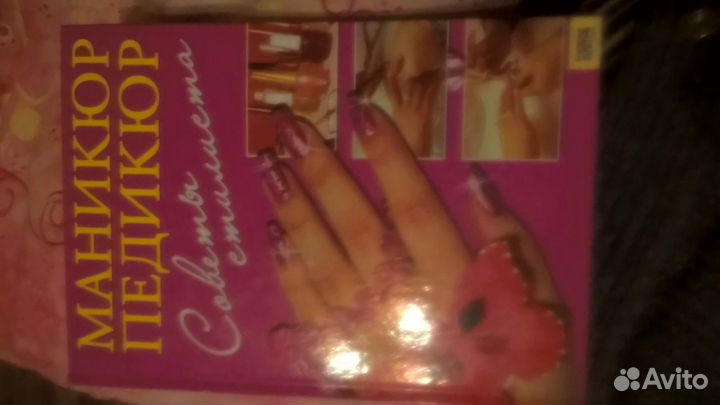 МАНИКЮР
ПЕДИКЮР
Советы
стилиста
Avito